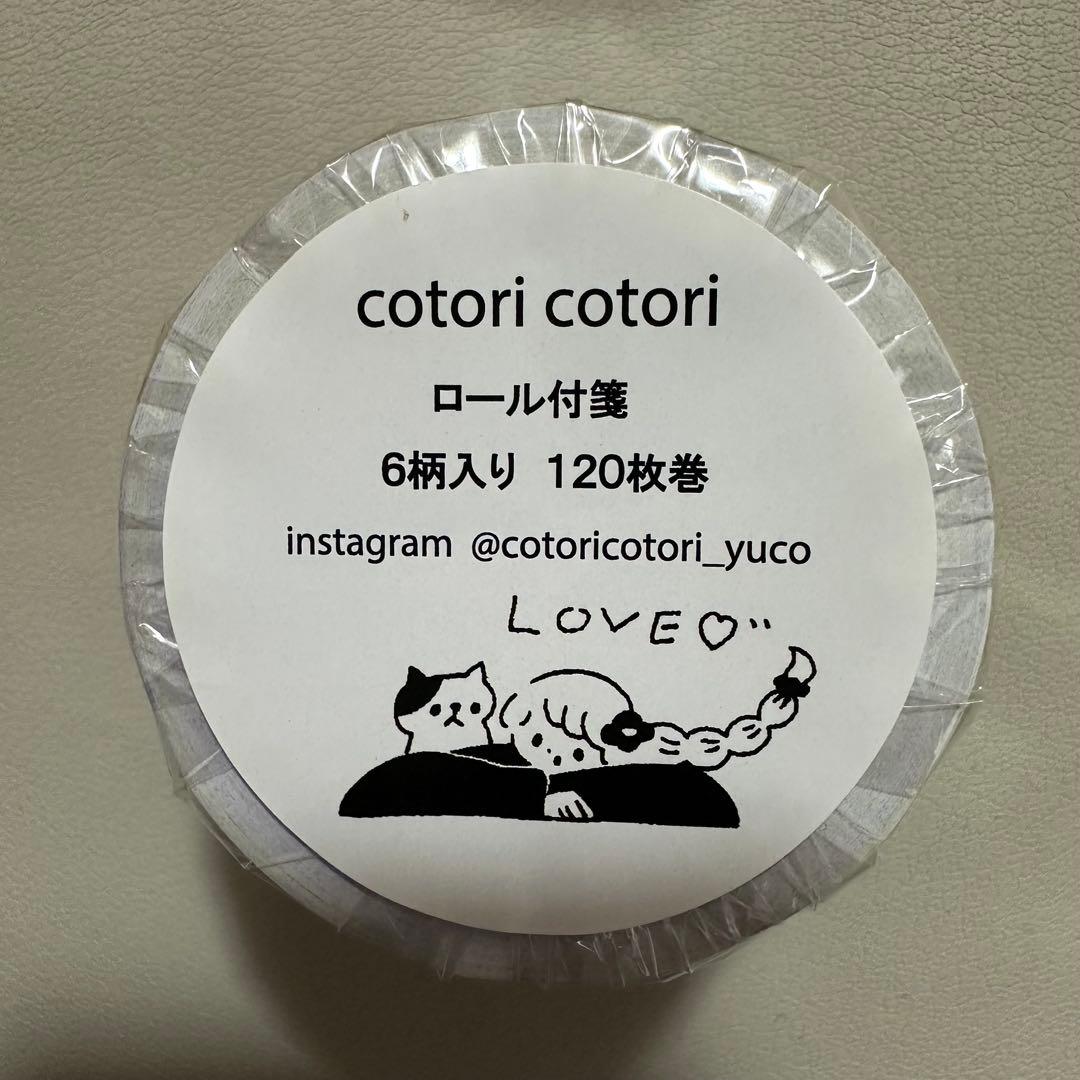 cotori cotori
ロール付箋
6柄入り 120枚巻
instagram @cotoricotori_yuco
LOVE♡"